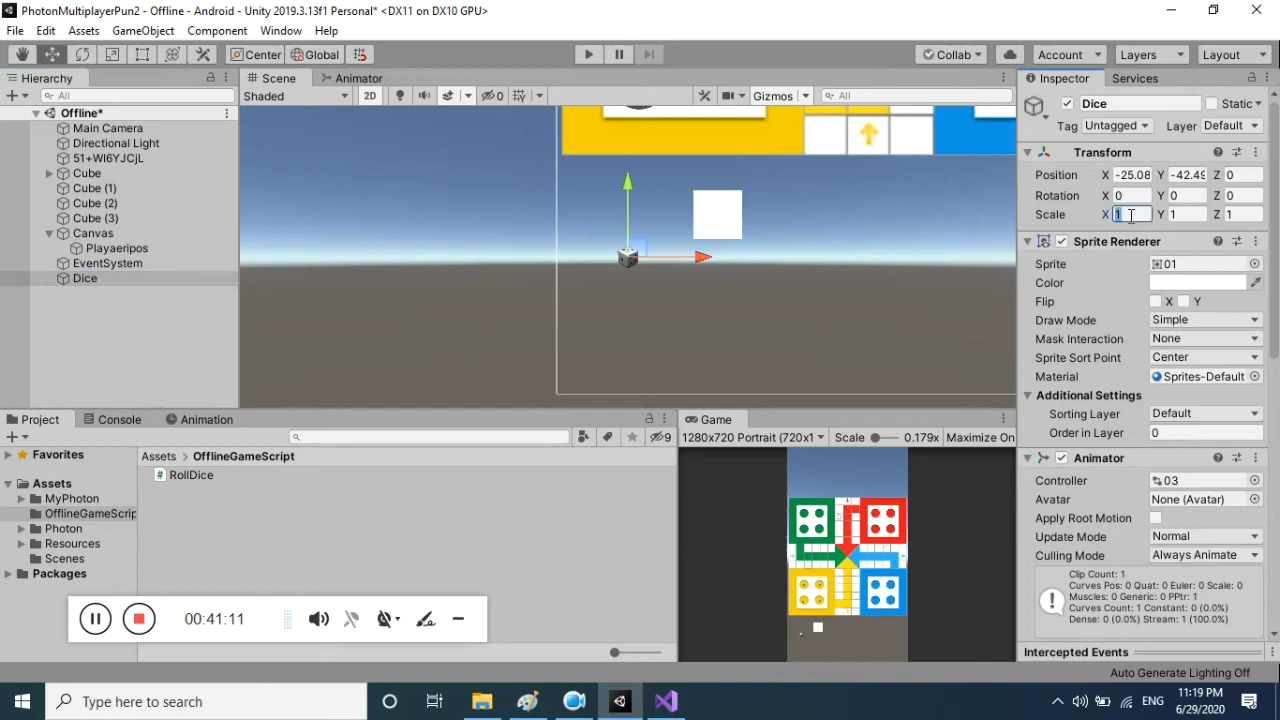 PhotonMultiplayerPun2 - Offline - Android - Unity 2019.3.13f1 Personal* <DX11 on DX10 GPU>
File Edit Assets GameObject Component Window Help
Center Global Collab Account Layers Layout
Hierarchy Scene Animator Inspector Services
All Shaded 2D 0 Gizmos All Dice Static
Offline*
Main Camera
Directional Light
51+WI6YJCjL
Cube
Cube (1)
Cube (2)
Cube (3)
Canvas
Playaeripos
EventSystem
Dice
Tag Untagged Layer Default
Transform
Position X -25.08 Y -42.49 Z 0
Rotation X 0 Y 0 Z 0
Scale X 1 Y 1 Z 1
Sprite Renderer
Sprite 01
Color
Flip X Y
Draw Mode Simple
Mask Interaction None
Sprite Sort Point Center
Material Sprites-Default
Additional Settings
Sorting Layer Default
Order in Layer 0
Animator
Controller 03
Avatar None (Avatar)
Apply Root Motion
Update Mode Normal
Culling Mode Always Animate
Clip Count: 1
Curves Pos: 0 Quat: 0 Euler: 0 Scale: 0
Muscles: 0 Generic: 0 PPtr: 1
Curves Count: 1 Constant: 0 (0.0%)
Dense: 0 (0.0%) Stream: 1 (100.0%)
Intercepted Events
Auto Generate Lighting Off
Project Console Animation
9
Favorites
Assets
MyPhoton
OfflineGameScrip
Photon
Resources
Scenes
Packages
Assets > OfflineGameScript
RollDice
Game
1280x720 Portrait (720x1 Scale 0.179x Maximize On
00:41:11
Type here to search
ENG
11:19 PM
6/29/2020